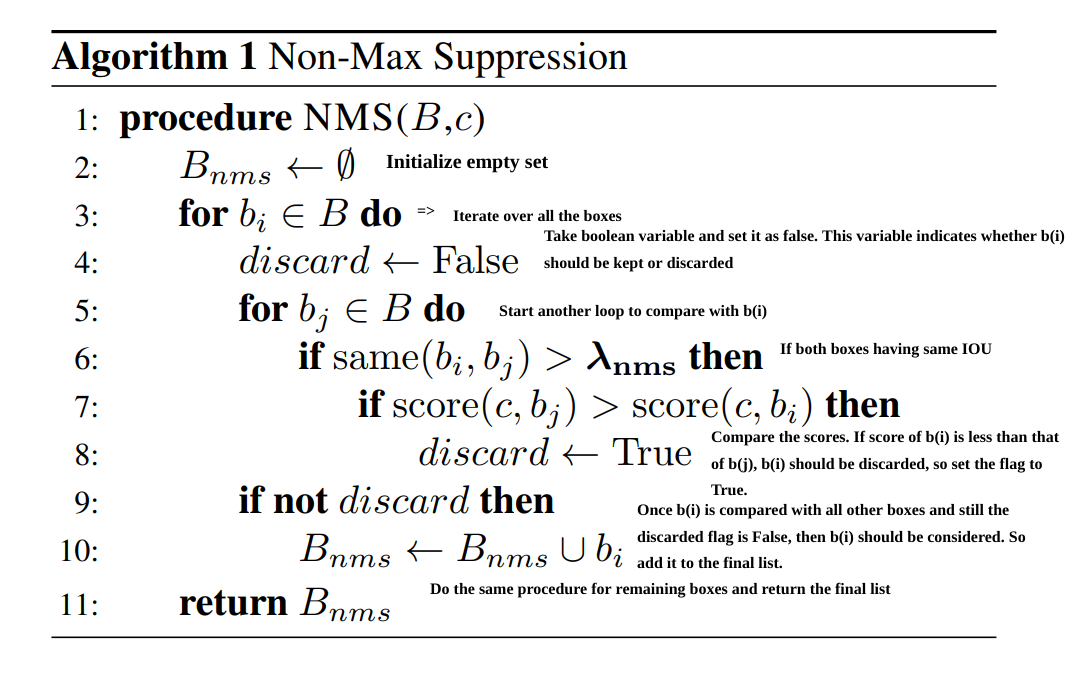 Algorithm 1 Non-Max Suppression
1: procedure NMS(B,c)
2: B_nms ← ∅ Initialize empty set
3: for b_i ∈ B do => Iterate over all the boxes
Take boolean variable and set it as false. This variable indicates whether b(i)
4: discard ← False should be kept or discarded
5: for b_j ∈ B do Start another loop to compare with b(i)
6: if same(b_i, b_j) > λ_nms then If both boxes having same IOU
7: if score(c, b_j) > score(c, b_i) then
Compare the scores. If score of b(i) is less than that
8: discard ← True of b(j), b(i) should be discarded, so set the flag to
True.
9: if not discard then
Once b(i) is compared with all other boxes and still the
discarded flag is False, then b(i) should be considered. So
10: B_nms ← B_nms ∪ b_i add it to the final list.
Do the same procedure for remaining boxes and return the final list
11: return B_nms